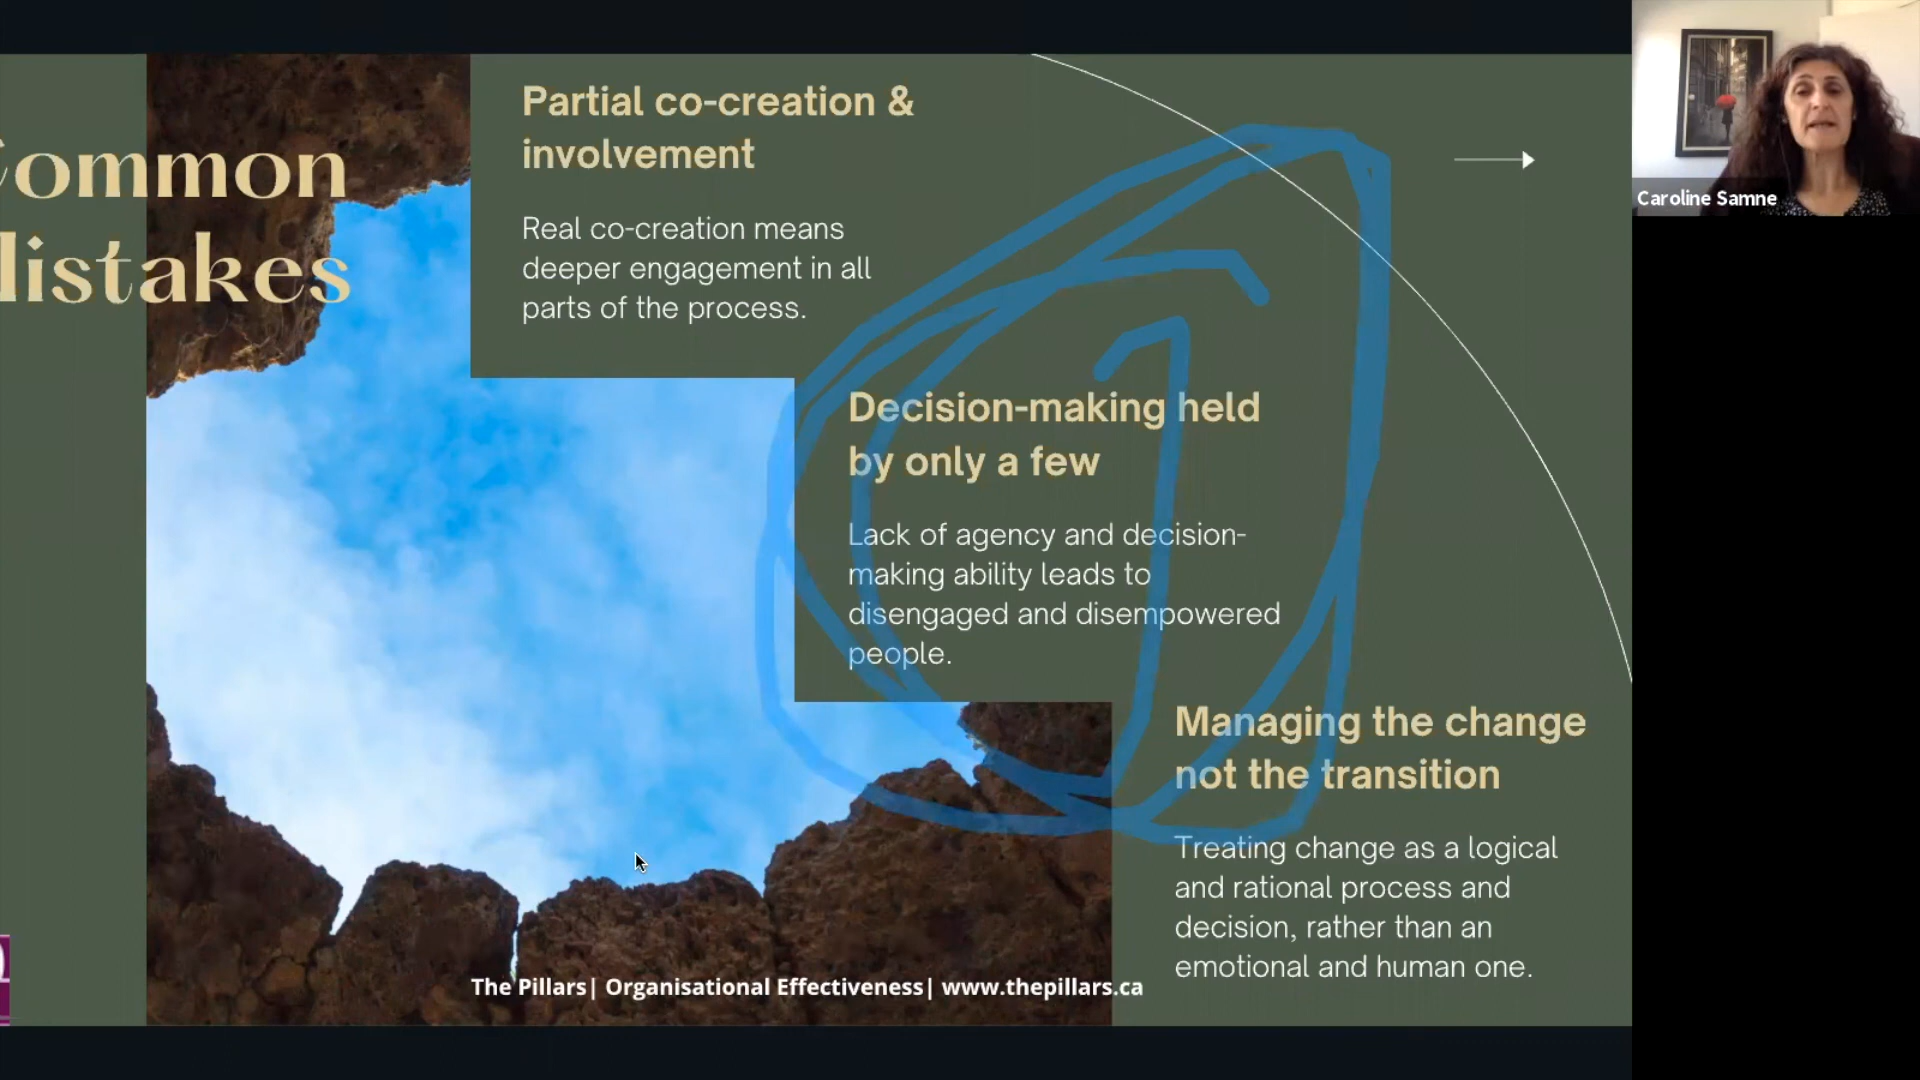 ommon
istakes
Partial co-creation &
involvement
Real co-creation means
deeper engagement in all
parts of the process.
Decision-making held
by only a few
Lack of agency and decision-
making ability leads to
disengaged and disempowered
people.
Managing the change
not the transition
Treating change as a logical
and rational process and
decision, rather than an
emotional and human one.
The Pillars| Organisational Effectiveness| www.thepillars.ca
Caroline Samne